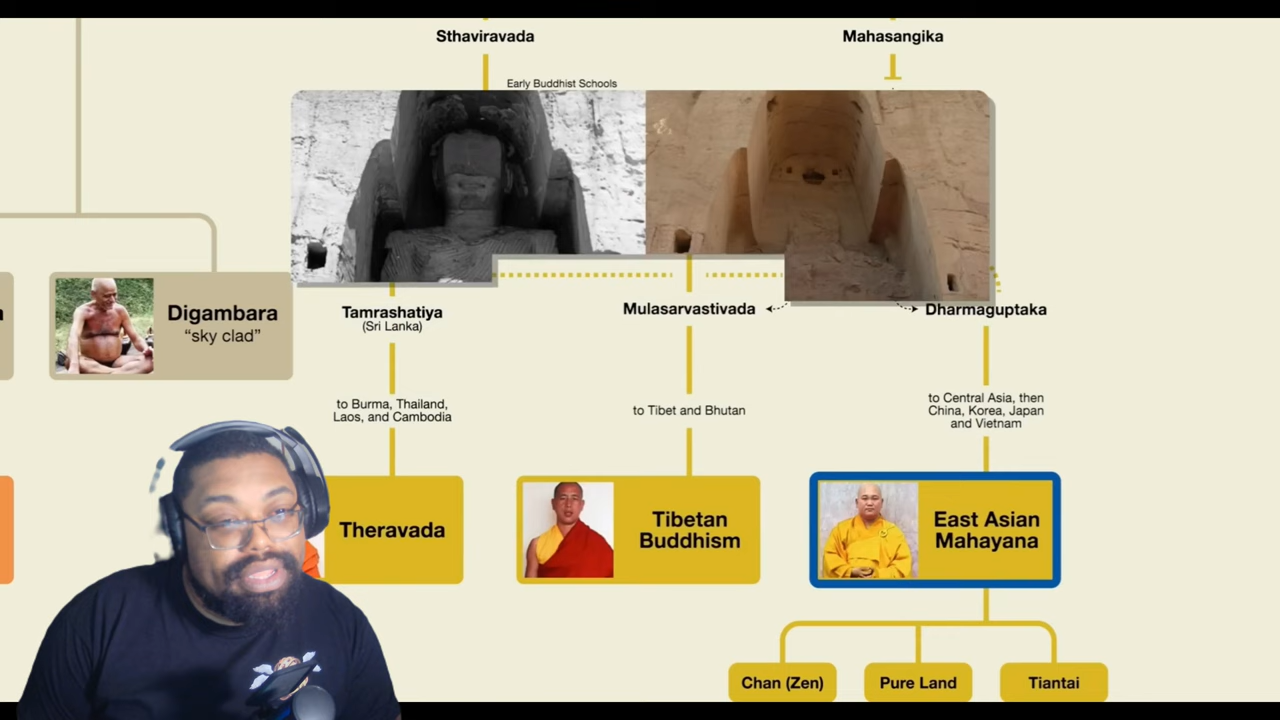 Sthaviravada
Mahasangika
Early Buddhist Schools
Digambara
“sky clad”
Tamrashatiya
(Sri Lanka)
Mulasarvastivada
Dharmaguptaka
to Burma, Thailand,
Laos, and Cambodia
to Tibet and Bhutan
to Central Asia, then
China, Korea, Japan
and Vietnam
Theravada
Tibetan
Buddhism
East Asian
Mahayana
Chan (Zen)
Pure Land
Tiantai